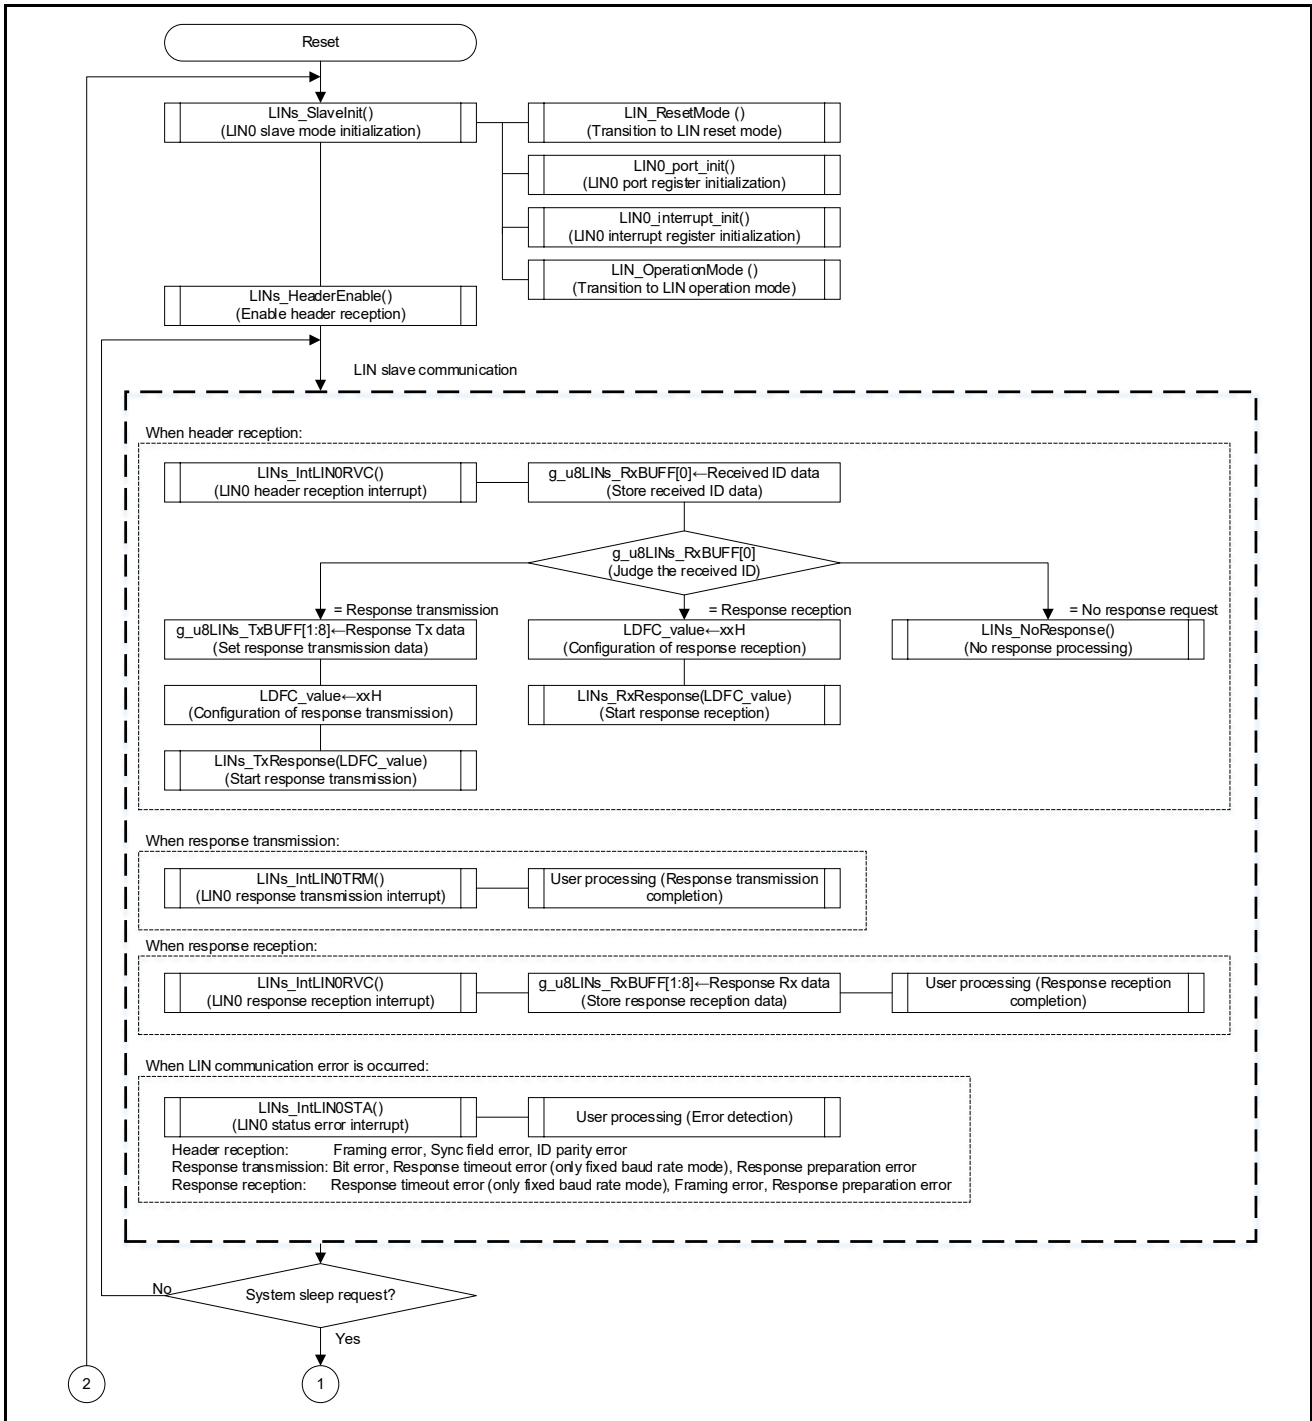 Reset
LINs_SlaveInit()
(LIN0 slave mode initialization)
LIN_ResetMode ()
(Transition to LIN reset mode)
LIN0_port_init()
(LIN0 port register initialization)
LIN0_interrupt_init()
(LIN0 interrupt register initialization)
LIN_OperationMode ()
(Transition to LIN operation mode)
LINs_HeaderEnable()
(Enable header reception)
LIN slave communication
When header reception:
LINs_IntLIN0RVC()
(LIN0 header reception interrupt)
g_u8LINs_RxBUFF[0]←Received ID data
(Store received ID data)
g_u8LINs_RxBUFF[0]
(Judge the received ID)
= Response transmission
= Response reception
= No response request
g_u8LINs_TxBUFF[1:8]←Response Tx data
(Set response transmission data)
LDFC_value←xxH
(Configuration of response reception)
LINs_NoResponse()
(No response processing)
LDFC_value←xxH
(Configuration of response transmission)
LINs_RxResponse(LDFC_value)
(Start response reception)
LINs_TxResponse(LDFC_value)
(Start response transmission)
When response transmission:
LINs_IntLIN0TRM()
(LIN0 response transmission interrupt)
User processing (Response transmission
completion)
When response reception:
LINs_IntLIN0RVC()
(LIN0 response reception interrupt)
g_u8LINs_RxBUFF[1:8]←Response Rx data
(Store response reception data)
User processing (Response reception
completion)
When LIN communication error is occurred:
LINs_IntLIN0STA()
(LIN0 status error interrupt)
User processing (Error detection)
Header reception: Framing error, Sync field error, ID parity error
Response transmission: Bit error, Response timeout error (only fixed baud rate mode), Response preparation error
Response reception: Response timeout error (only fixed baud rate mode), Framing error, Response preparation error
No
System sleep request?
Yes
2
1